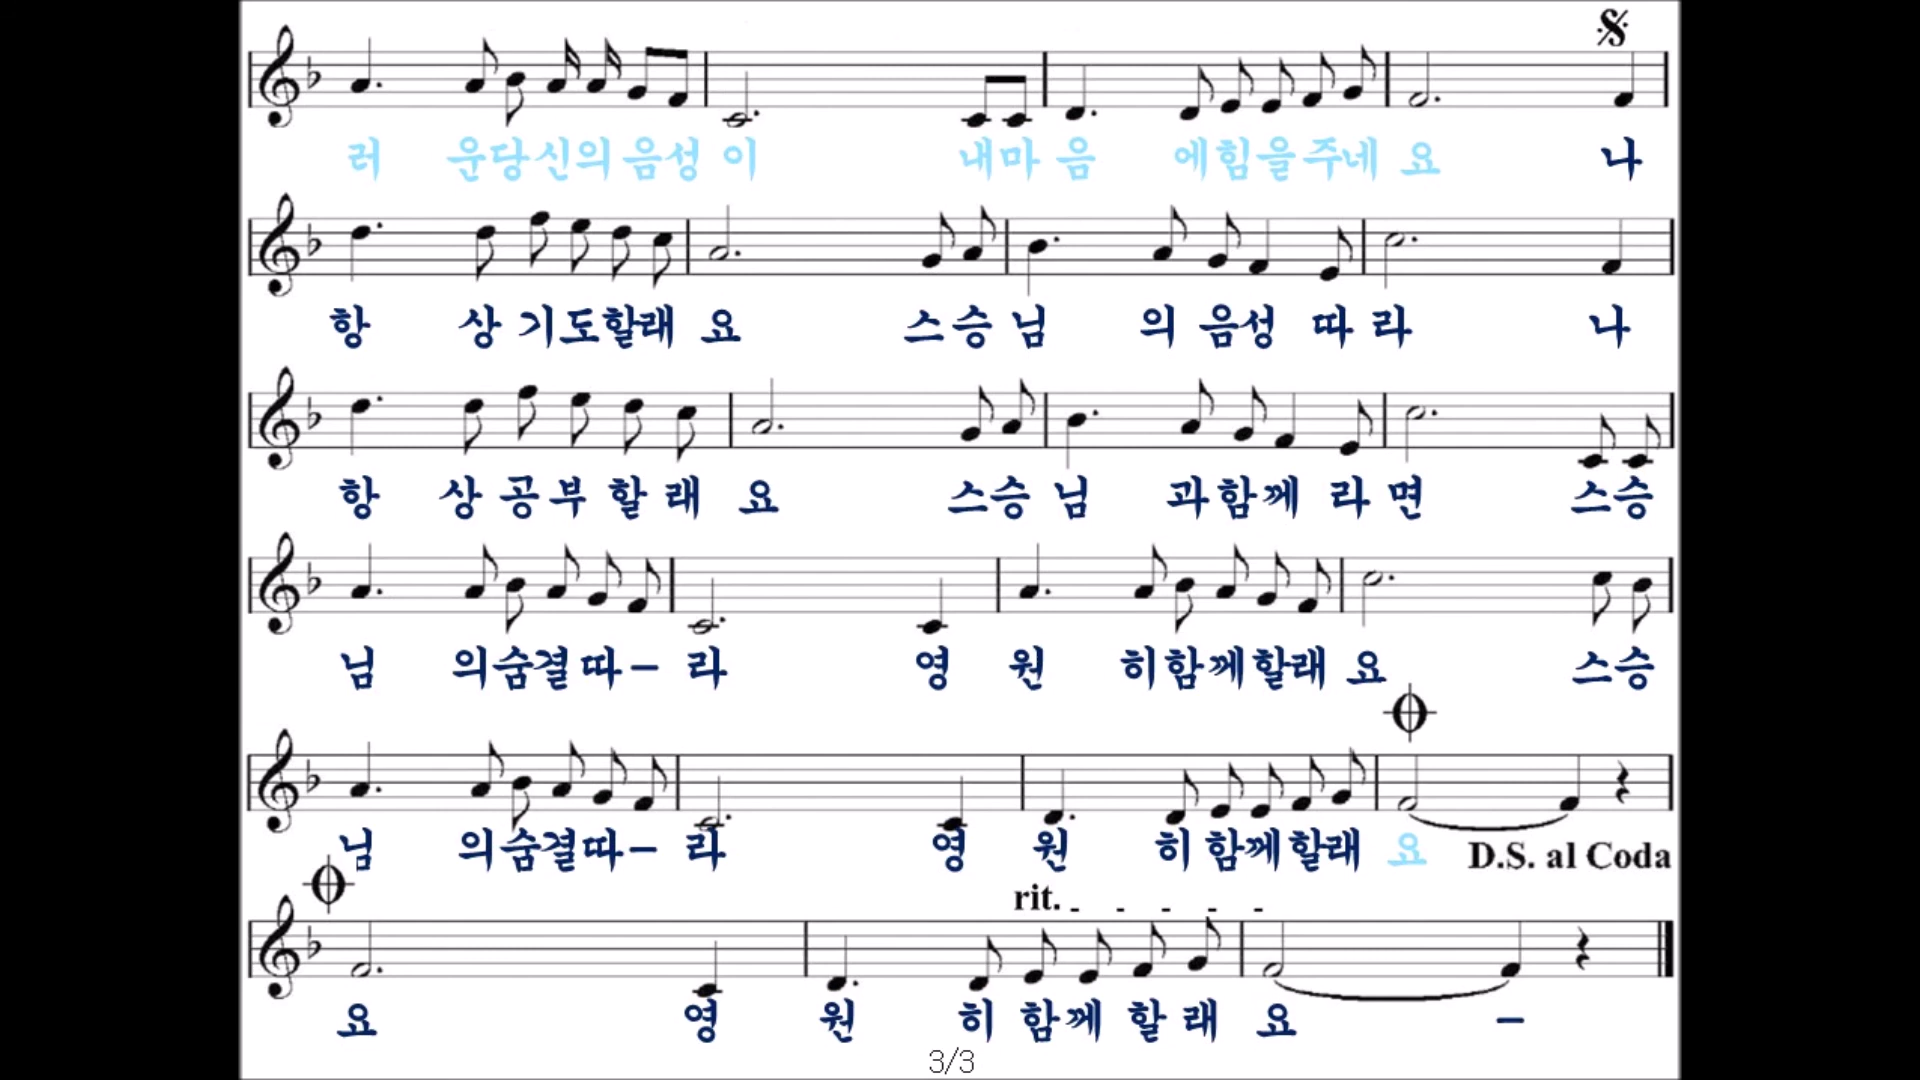 러 운당신의 음성 이 내마 음 에힘을주네 요 나
항 상 기도할래 요 스승 님 의 음성 따 라 나
항 상 공부 할 래 요 스승 님 과함께 라 면 스승
님 의숨결따- 라 영 원 히함께할래 요 스승
님 의숨결따- 라 영 원 히 함께할래 요 D.S. al Coda
rit. - - - - -
요 영 원 히 함께 할 래 요 -
3/3